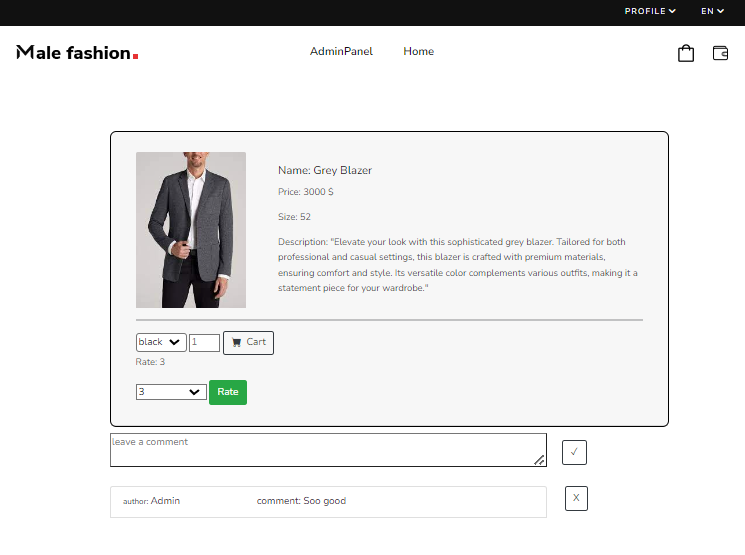 PROFILE EN
Male fashion.
AdminPanel Home
Name: Grey Blazer
Price: 3000 $
Size: 52
Description: "Elevate your look with this sophisticated grey blazer. Tailored for both
professional and casual settings, this blazer is crafted with premium materials,
ensuring comfort and style. Its versatile color complements various outfits, making it a
statement piece for your wardrobe."
black 1 Cart
Rate: 3
3 Rate
leave a comment
✓
author: Admin comment: Soo good X